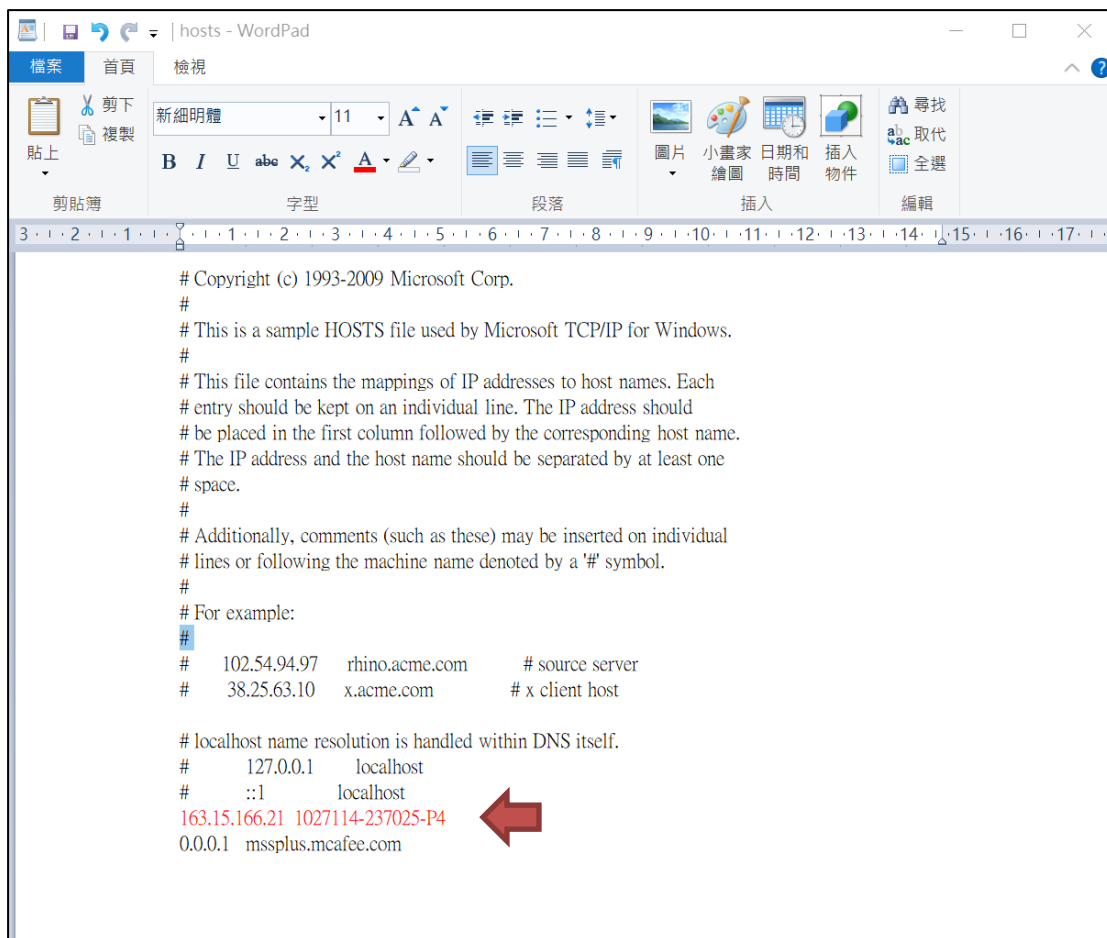 hosts - WordPad
檔案 首頁 檢視
貼上 剪下 新細明體 11 A A 圖片 小畫家 日期和 插入 尋找
複製 B I U abc X₂ X² A 繪圖 時間 物件 取代
全選
剪貼簿 字型 段落 插入 編輯
3 2 1 1 2 3 4 5 6 7 8 9 10 11 12 13 14 15 16 17
# Copyright (c) 1993-2009 Microsoft Corp.
#
# This is a sample HOSTS file used by Microsoft TCP/IP for Windows.
#
# This file contains the mappings of IP addresses to host names. Each
# entry should be kept on an individual line. The IP address should
# be placed in the first column followed by the corresponding host name.
# The IP address and the host name should be separated by at least one
# space.
#
# Additionally, comments (such as these) may be inserted on individual
# lines or following the machine name denoted by a '#' symbol.
#
# For example:
#
# 102.54.94.97 rhino.acme.com # source server
# 38.25.63.10 x.acme.com # x client host
# localhost name resolution is handled within DNS itself.
# 127.0.0.1 localhost
# ::1 localhost
163.15.166.21 1027114-237025-P4
0.0.0.1 mssplus.mcafee.com